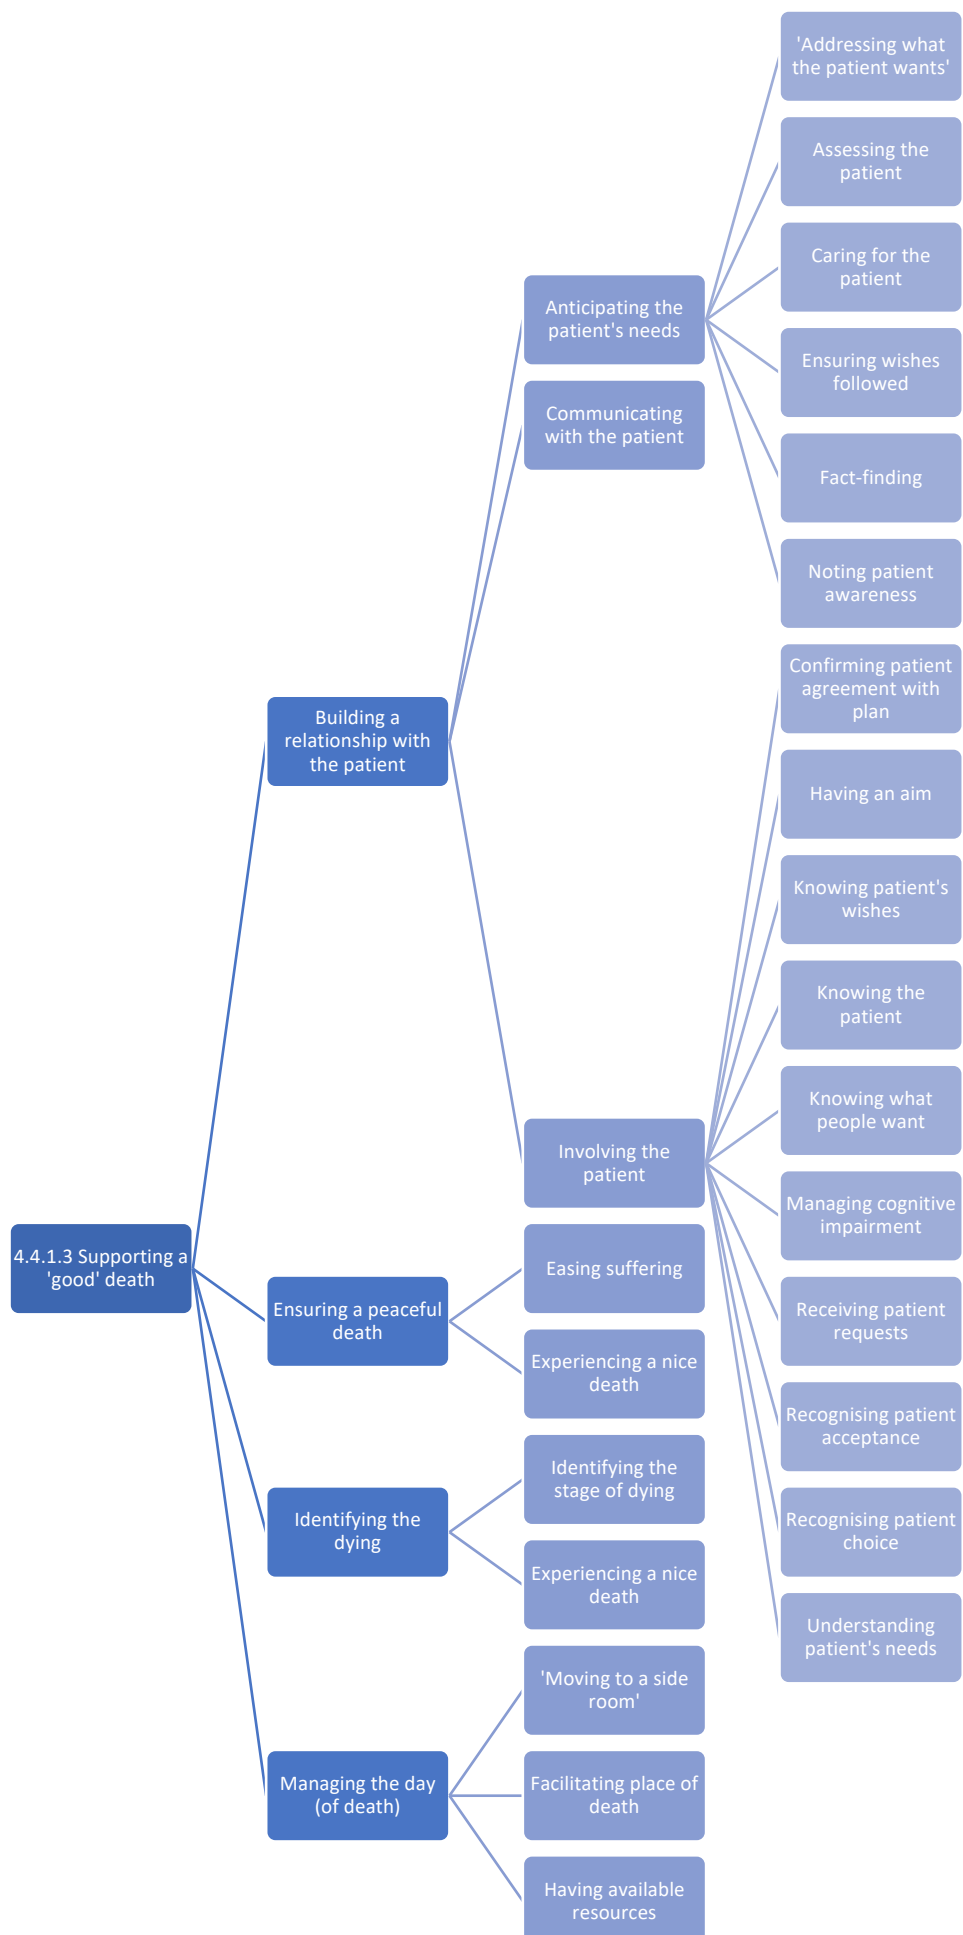 'Addressing what
the patient wants'
Assessing the
patient
Caring for the
patient
Anticipating the
patient's needs
Ensuring wishes
followed
Communicating
with the patient
Fact-finding
Noting patient
awareness
Building a
relationship with
the patient
Confirming patient
agreement with
plan
Having an aim
Knowing patient's
wishes
Knowing the
patient
Knowing what
people want
Involving the
patient
Managing cognitive
impairment
4.4.1.3 Supporting a
'good' death
Ensuring a peaceful
death
Easing suffering
Receiving patient
requests
Experiencing a nice
death
Recognising patient
acceptance
Identifying the
dying
Identifying the
stage of dying
Recognising patient
choice
Experiencing a nice
death
Understanding
patient's needs
'Moving to a side
room'
Managing the day
(of death)
Facilitating place of
death
Having available
resources